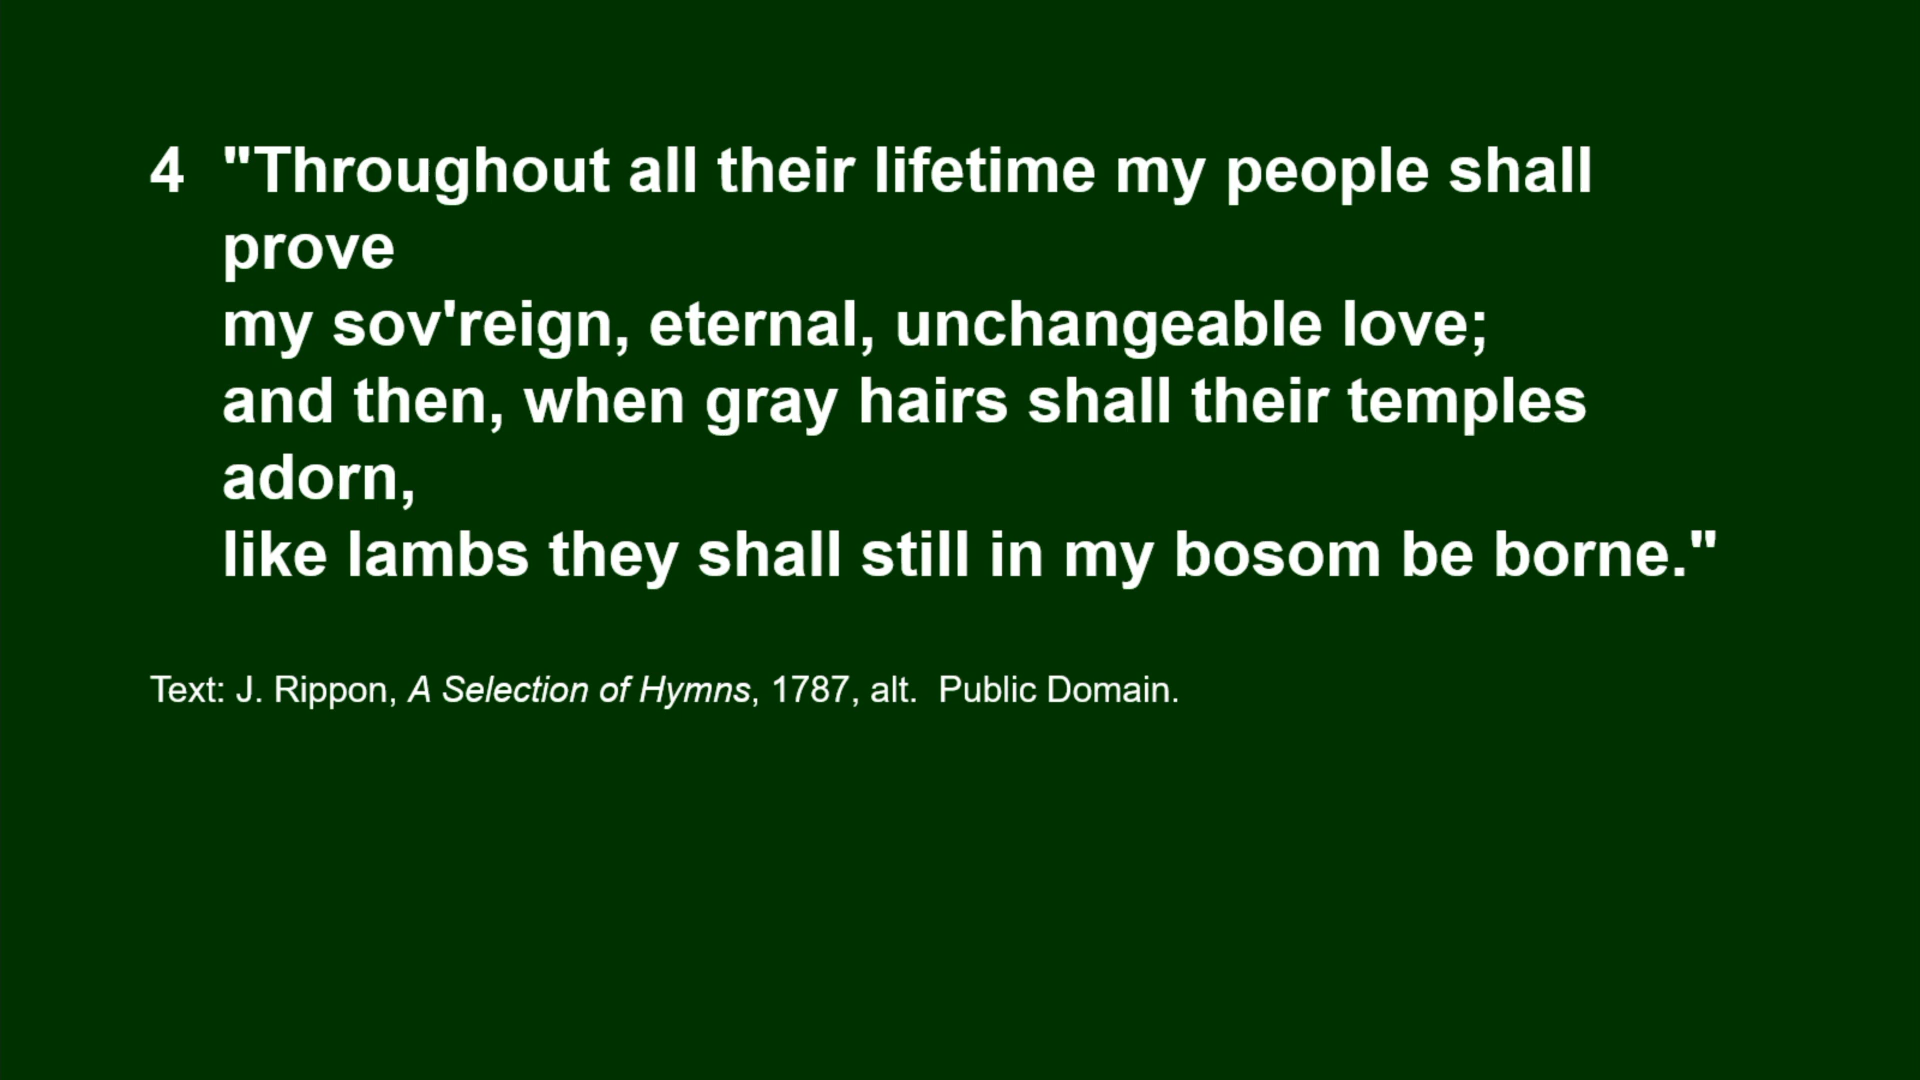 4 "Throughout all their lifetime my people shall
prove
my sov'reign, eternal, unchangeable love;
and then, when gray hairs shall their temples
adorn,
like lambs they shall still in my bosom be borne."
Text: J. Rippon, A Selection of Hymns, 1787, alt.  Public Domain.